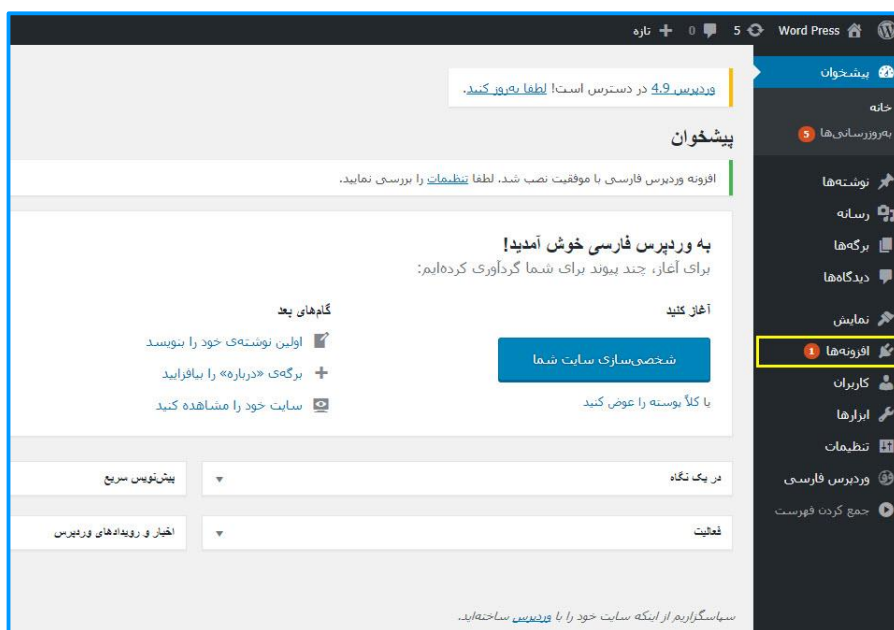 Word Press 5 0 تازه
پیشخوان
خانه
به‌روزرسانی‌ها 5
نوشته‌ها
رسانه
برگه‌ها
دیدگاه‌ها
نمایش
افزونه‌ها 1
کاربران
ابزارها
تنظیمات
وردپرس فارسی
جمع کردن فهرست
وردپرس 4.9 در دسترس است! لطفا به‌روز کنید.
پیشخوان
افزونه وردپرس فارسی با موفقیت نصب شد. لطفا تنظیمات را بررسی نمایید.
به وردپرس فارسی خوش آمدید!
برای آغاز، چند پیوند برای شما گردآوری کرده‌ایم:
آغاز کنید
شخصی‌سازی سایت شما
یا کلاً پوسته را عوض کنید
گام‌های بعد
اولین نوشته‌ی خود را بنویسد
برگه‌ی «درباره» را بیافزایید
سایت خود را مشاهده کنید
در یک نگاه
پیش‌نویس سریع
فعالیت
اخبار و رویدادهای وردپرس
سپاسگزاریم از اینکه سایت خود را با وردپرس ساخته‌اید.